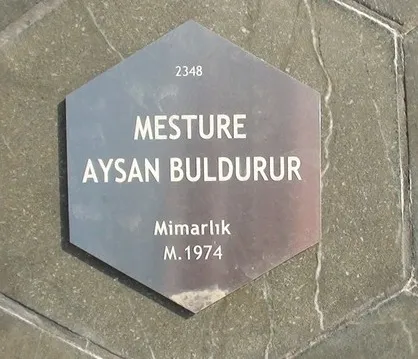 2348
MESTURE
AYSAN BULDURUR
Mimarlık
M.1974